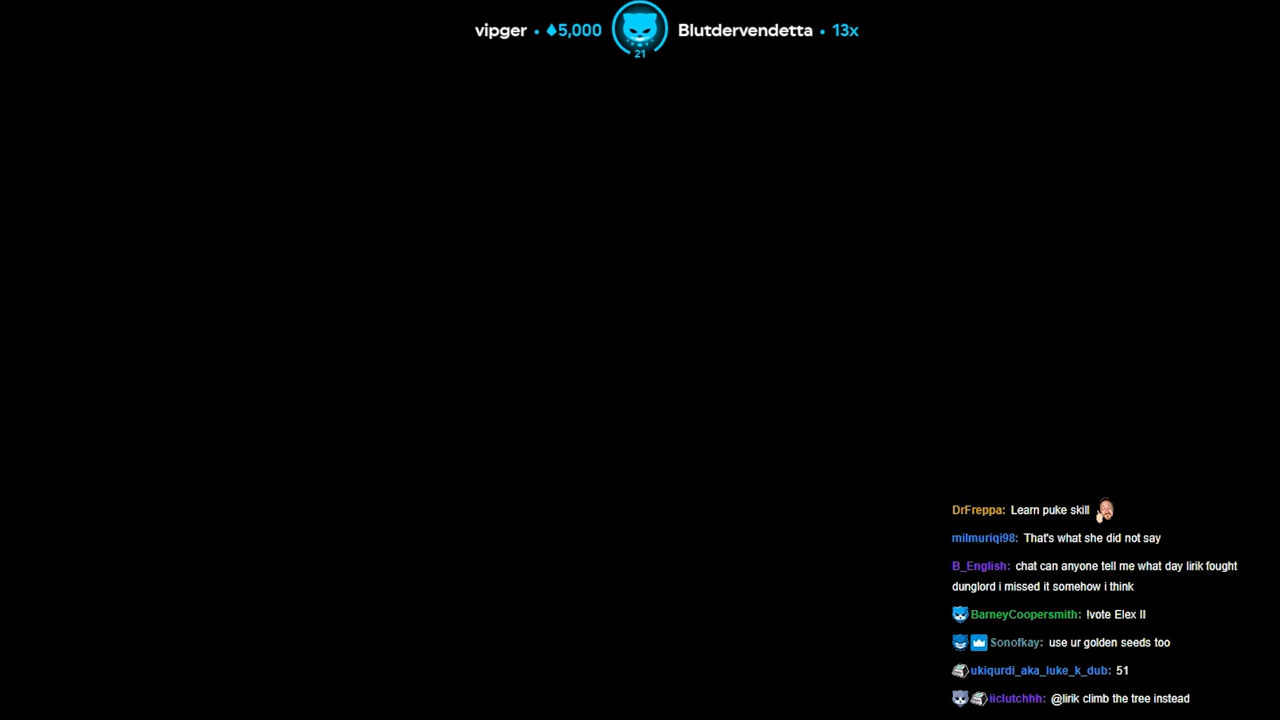 vipger • 5,000 21 Blutdervendetta • 13x
DrFreppa: Learn puke skill
milmuriqi98: That's what she did not say
B_English: chat can anyone tell me what day lirik fought
dunglord i missed it somehow i think
BarneyCoopersmith: !vote Elex II
Sonofkay: use ur golden seeds too
ukiqurdi_aka_luke_k_dub: 51
iiclutchhh: @lirik climb the tree instead